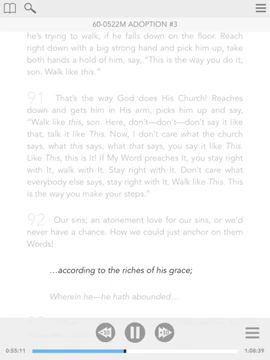 60-0522M ADOPTION #3
he's trying to walk, if he falls down on the floor. Reach
right down with a big strong hand and pick him up, take
both hands a hold of him, say, "This is the way you do it,
son. Walk like this."
91 That's the way God does His Church! Reaches
down and gets him in His arm, picks him up and say,
"Walk like this, son. Here, don't—don't—don't say it like
that, talk it like This. Now, I don't care what the church
says, what this says, what that says, you say it like This.
Like This, this is It! If My Word preaches It, you stay right
with It, walk with It. Stay right with It. Don't care what
everybody else says, stay right with It. Walk like This. This
is the way you make your steps."
92 Our sins; an atonement love for our sins, or we'd
never have a chance. How we could just anchor on them
Words!
…according to the riches of his grace;
Wherein he—he hath abounded…
0:55:11
1:08:39